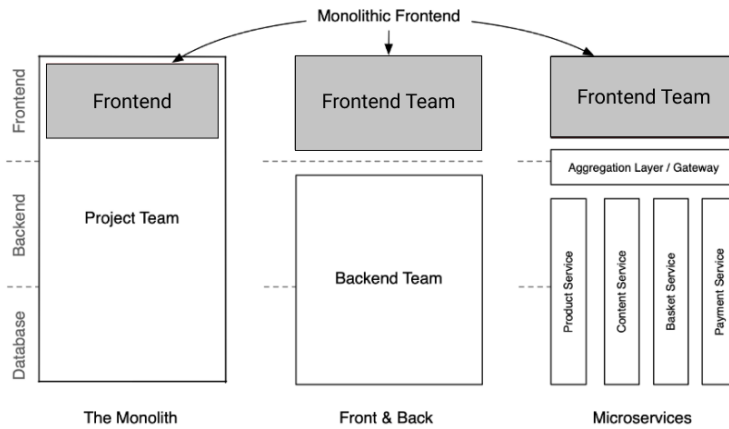 Monolithic Frontend
Frontend
Backend
Database
Frontend
Project Team
The Monolith
Frontend Team
Backend Team
Front & Back
Frontend Team
Aggregation Layer / Gateway
Product Service
Content Service
Basket Service
Payment Service
Microservices